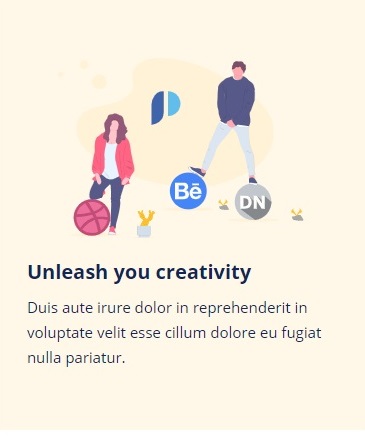 Bē
DN
Unleash you creativity
Duis aute irure dolor in reprehenderit in
voluptate velit esse cillum dolore eu fugiat
nulla pariatur.